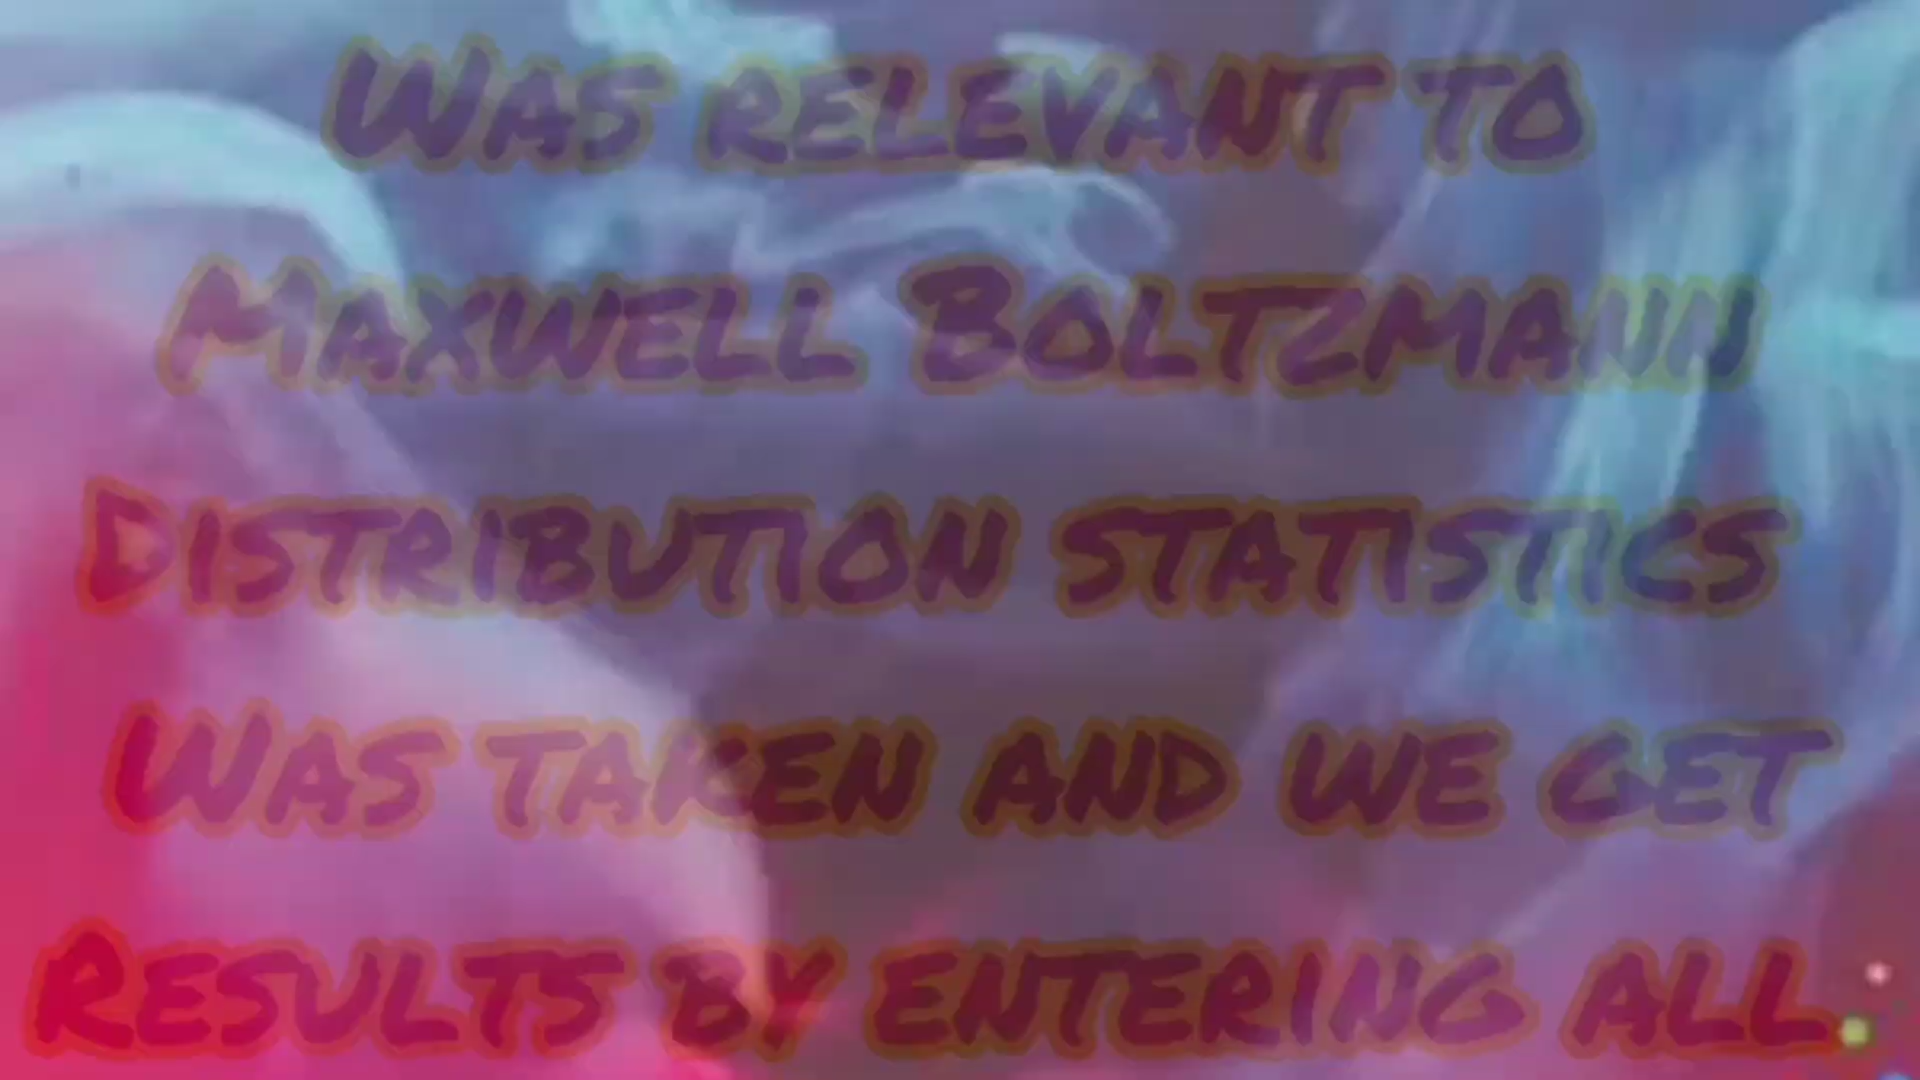 Was relevant to
Maxwell Boltzmann
Distribution statistics
Was taken and we get
Results by entering all